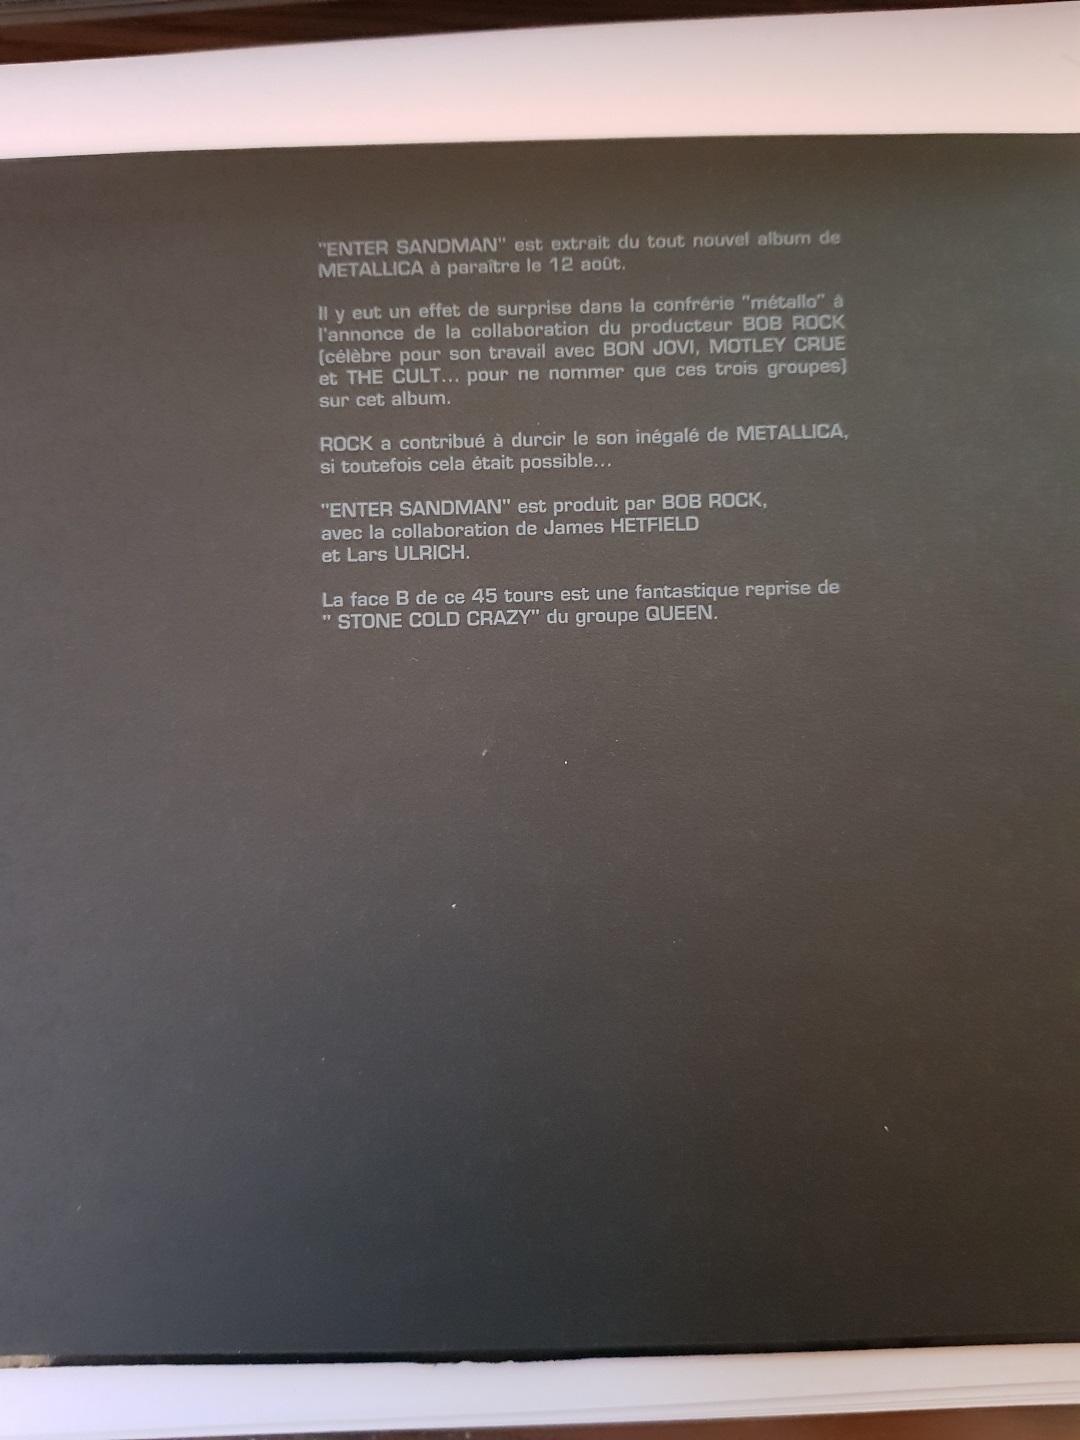 "ENTER SANDMAN" est extrait du tout nouvel album de
METALLICA à paraître le 12 août.
Il y eut un effet de surprise dans la confrérie "métallo" à
l'annonce de la collaboration du producteur BOB ROCK
(célèbre pour son travail avec BON JOVI, MOTLEY CRUE
et THE CULT... pour ne nommer que ces trois groupes)
sur cet album.
ROCK a contribué à durcir le son inégalé de METALLICA,
si toutefois cela était possible...
"ENTER SANDMAN" est produit par BOB ROCK,
avec la collaboration de James HETFIELD
et Lars ULRICH.
La face B de ce 45 tours est une fantastique reprise de
" STONE COLD CRAZY" du groupe QUEEN.